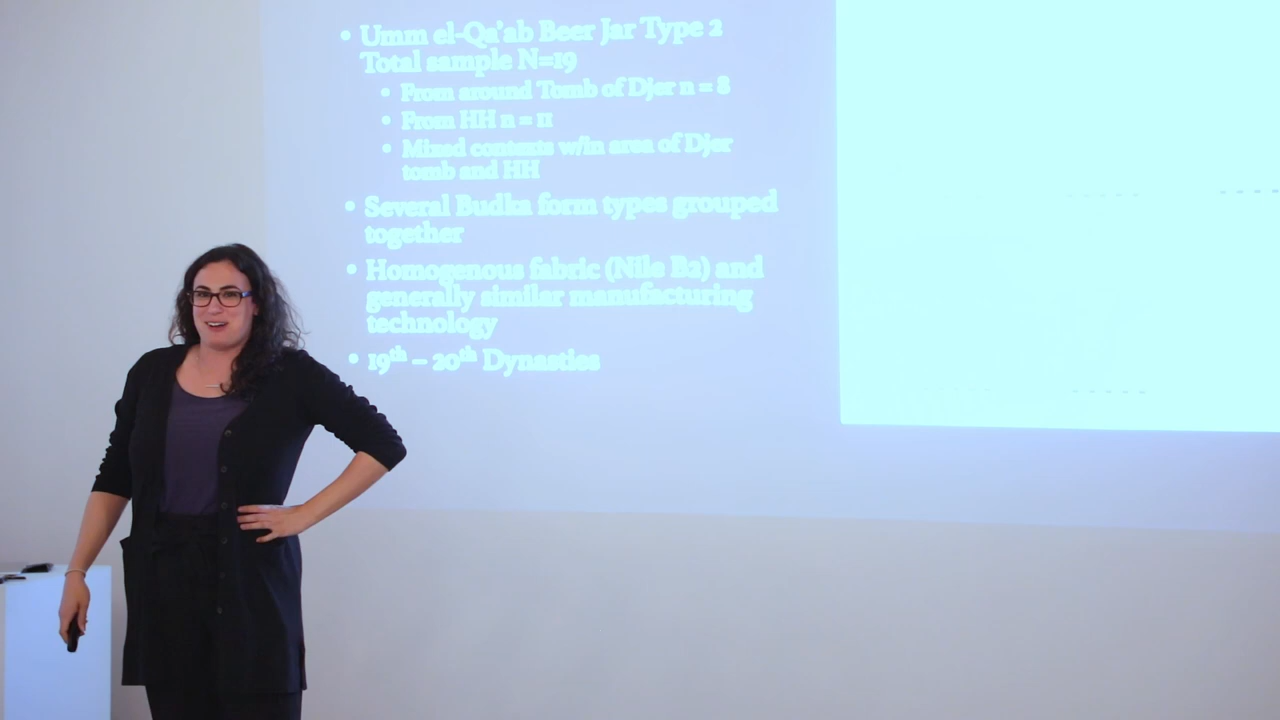 • Umm el-Qa'ab Beer Jar Type 2
Total sample N=19
• From around Tomb of Djer n = 8
• From HH n = 11
• Mixed contexts w/in area of Djer
tomb and HH
• Several Budka form types grouped
together
• Homogenous fabric (Nile B2) and
generally similar manufacturing
technology
• 19th – 20th Dynasties